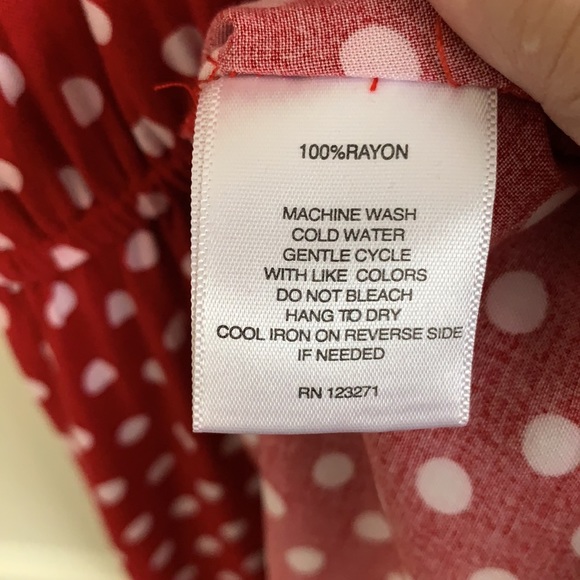 100%RAYON
MACHINE WASH
COLD WATER
GENTLE CYCLE
WITH LIKE COLORS
DO NOT BLEACH
HANG TO DRY
COOL IRON ON REVERSE SIDE
IF NEEDED
RN 123271